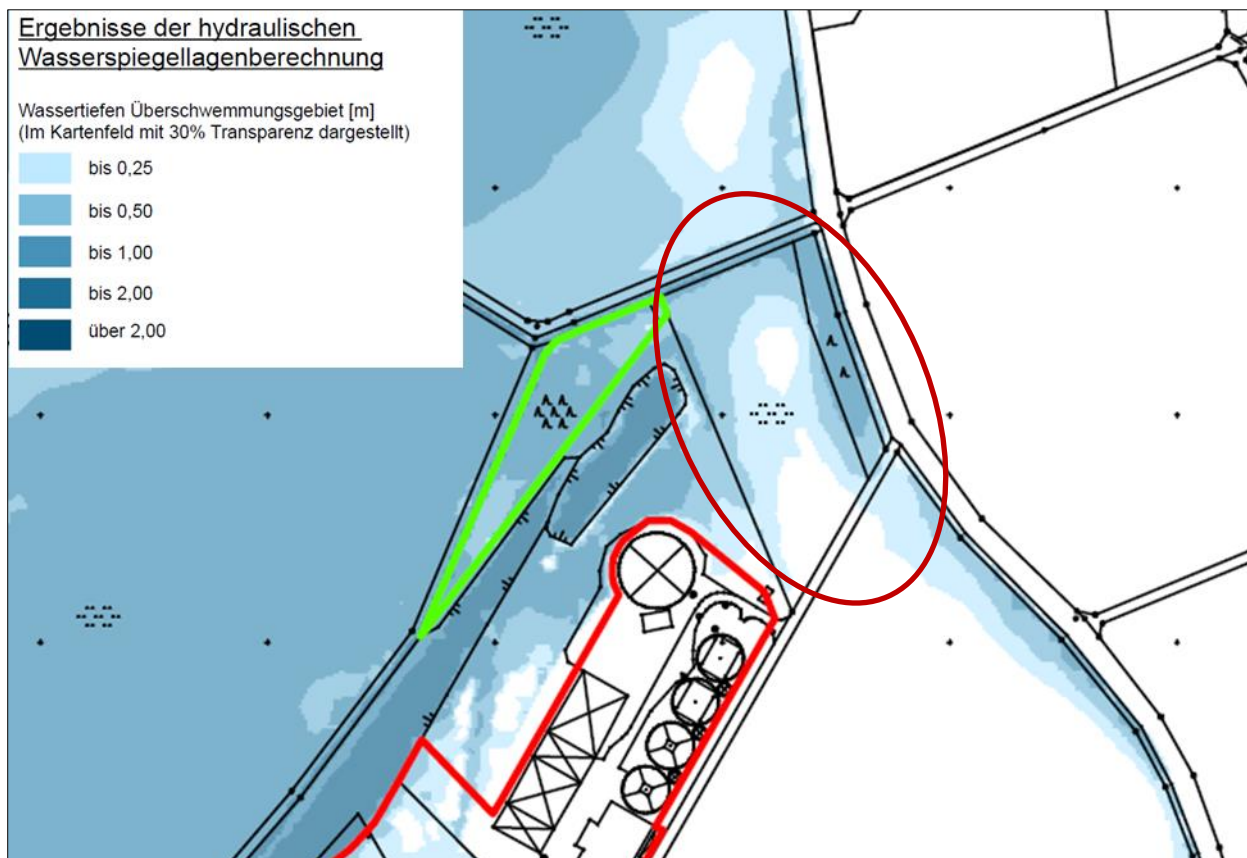 Ergebnisse der hydraulischen
Wasserspiegellagenberechnung
Wassertiefen Überschwemmungsgebiet [m]
(Im Kartenfeld mit 30% Transparenz dargestellt)
bis 0,25
bis 0,50
bis 1,00
bis 2,00
über 2,00